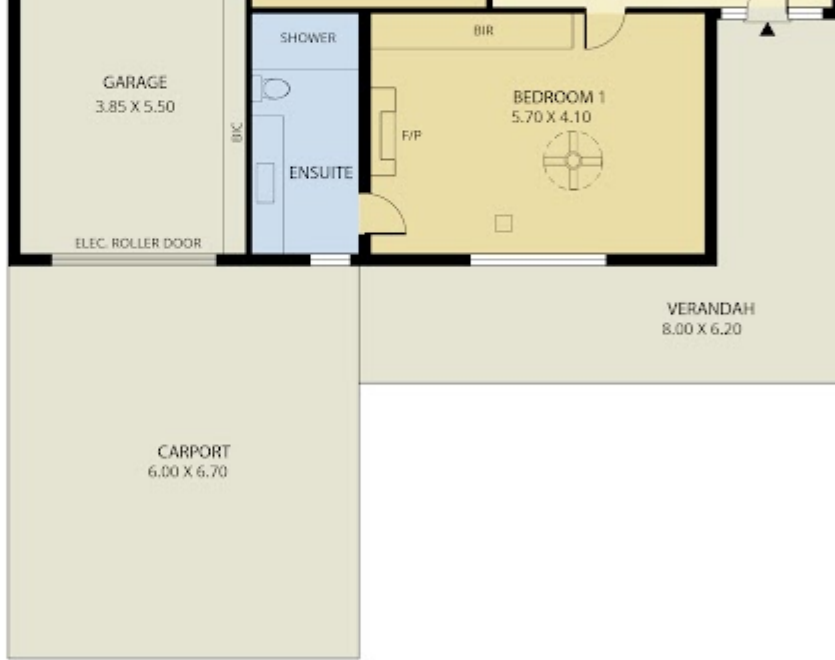 SHOWER
BIR
GARAGE
3.85 X 5.50
BEDROOM 1
5.70 X 4.10
BIC
F/P
ENSUITE
ELEC. ROLLER DOOR
VERANDAH
8.00 X 6.20
CARPORT
6.00 X 6.70